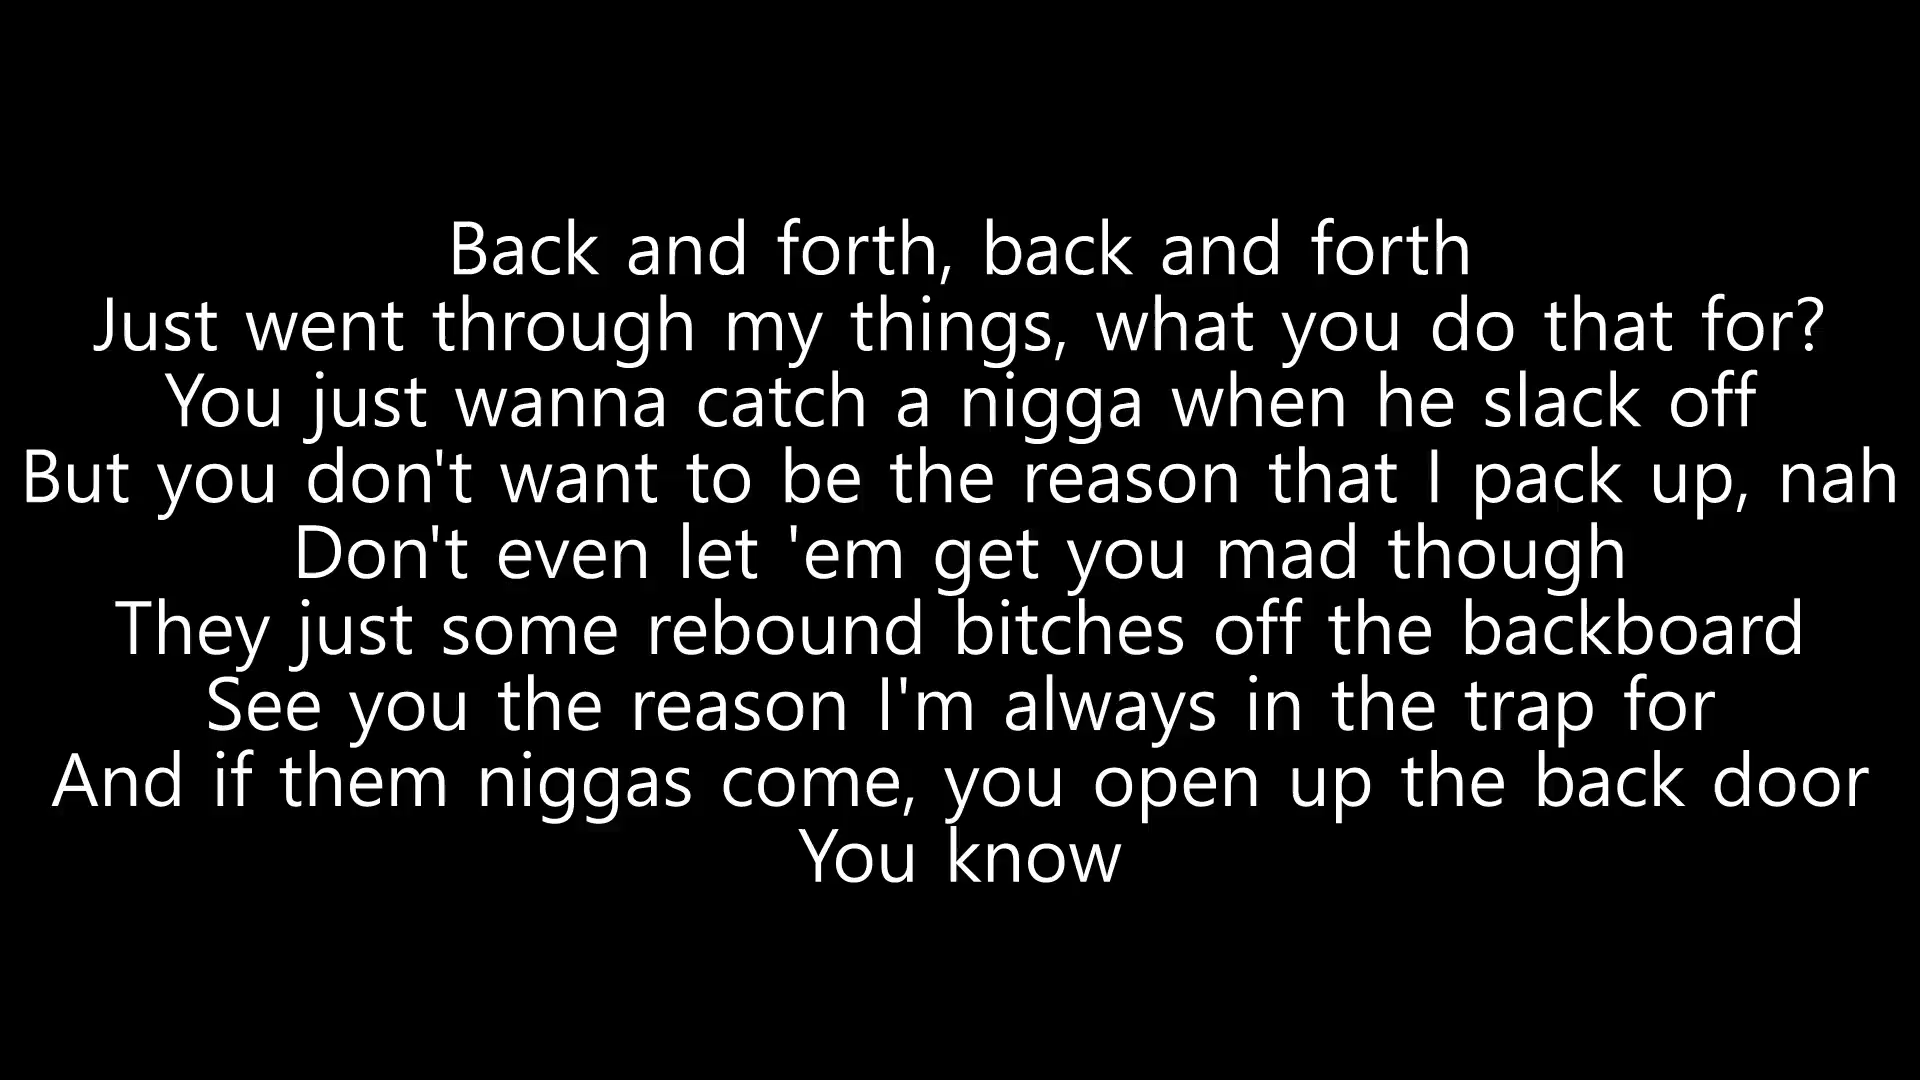 Back and forth, back and forth
Just went through my things, what you do that for?
You just wanna catch a nigga when he slack off
But you don't want to be the reason that I pack up, nah
Don't even let 'em get you mad though
They just some rebound bitches off the backboard
See you the reason I'm always in the trap for
And if them niggas come, you open up the back door
You know